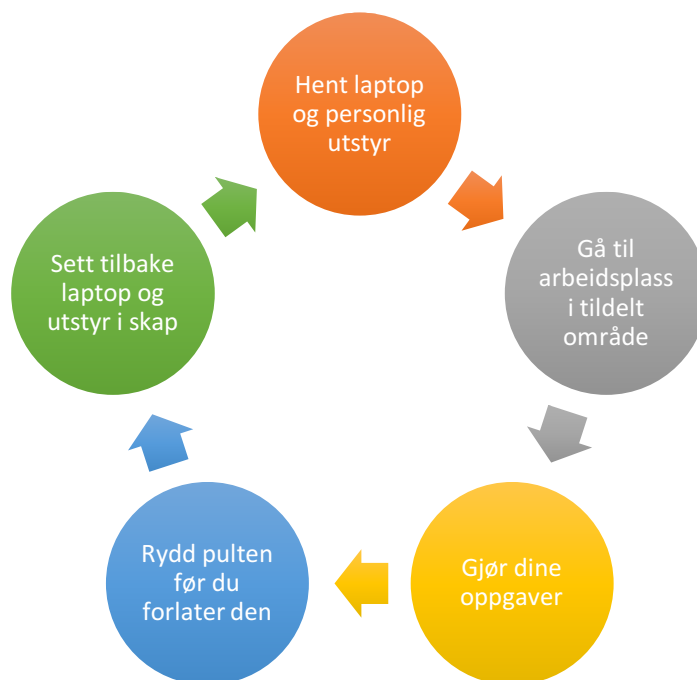 Hent laptop
og personlig
utstyr
Gå til
arbeidsplass
i tildelt
område
Gjør dine
oppgaver
Rydd pulten
før du
forlater den
Sett tilbake
laptop og
utstyr i skap